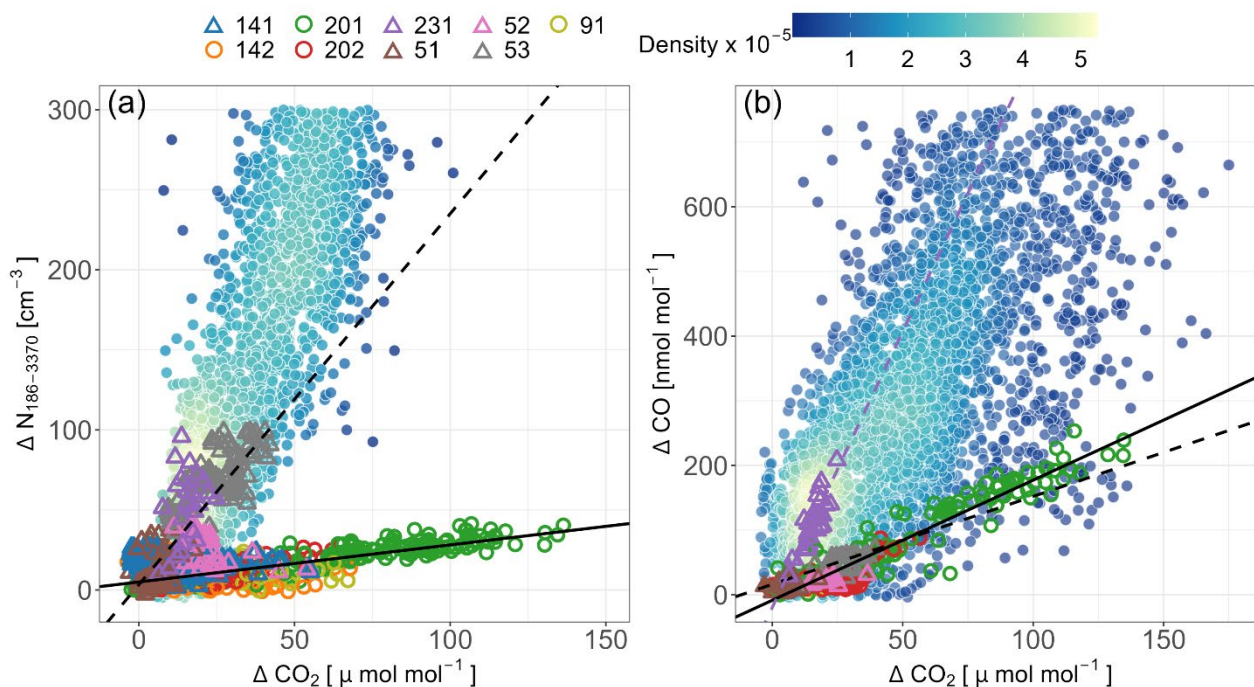 141 201 231 52 91
142 202 51 53
Density x 10⁻⁵
1 2 3 4 5
(a)
300
200
100
0
Δ N₁₈₆₋₃₃₇₀ [cm⁻³]
0 50 100 150
Δ CO₂ [ μ mol mol⁻¹ ]
(b)
600
400
200
0
Δ CO [nmol mol⁻¹]
0 50 100 150
Δ CO₂ [ μ mol mol⁻¹ ]